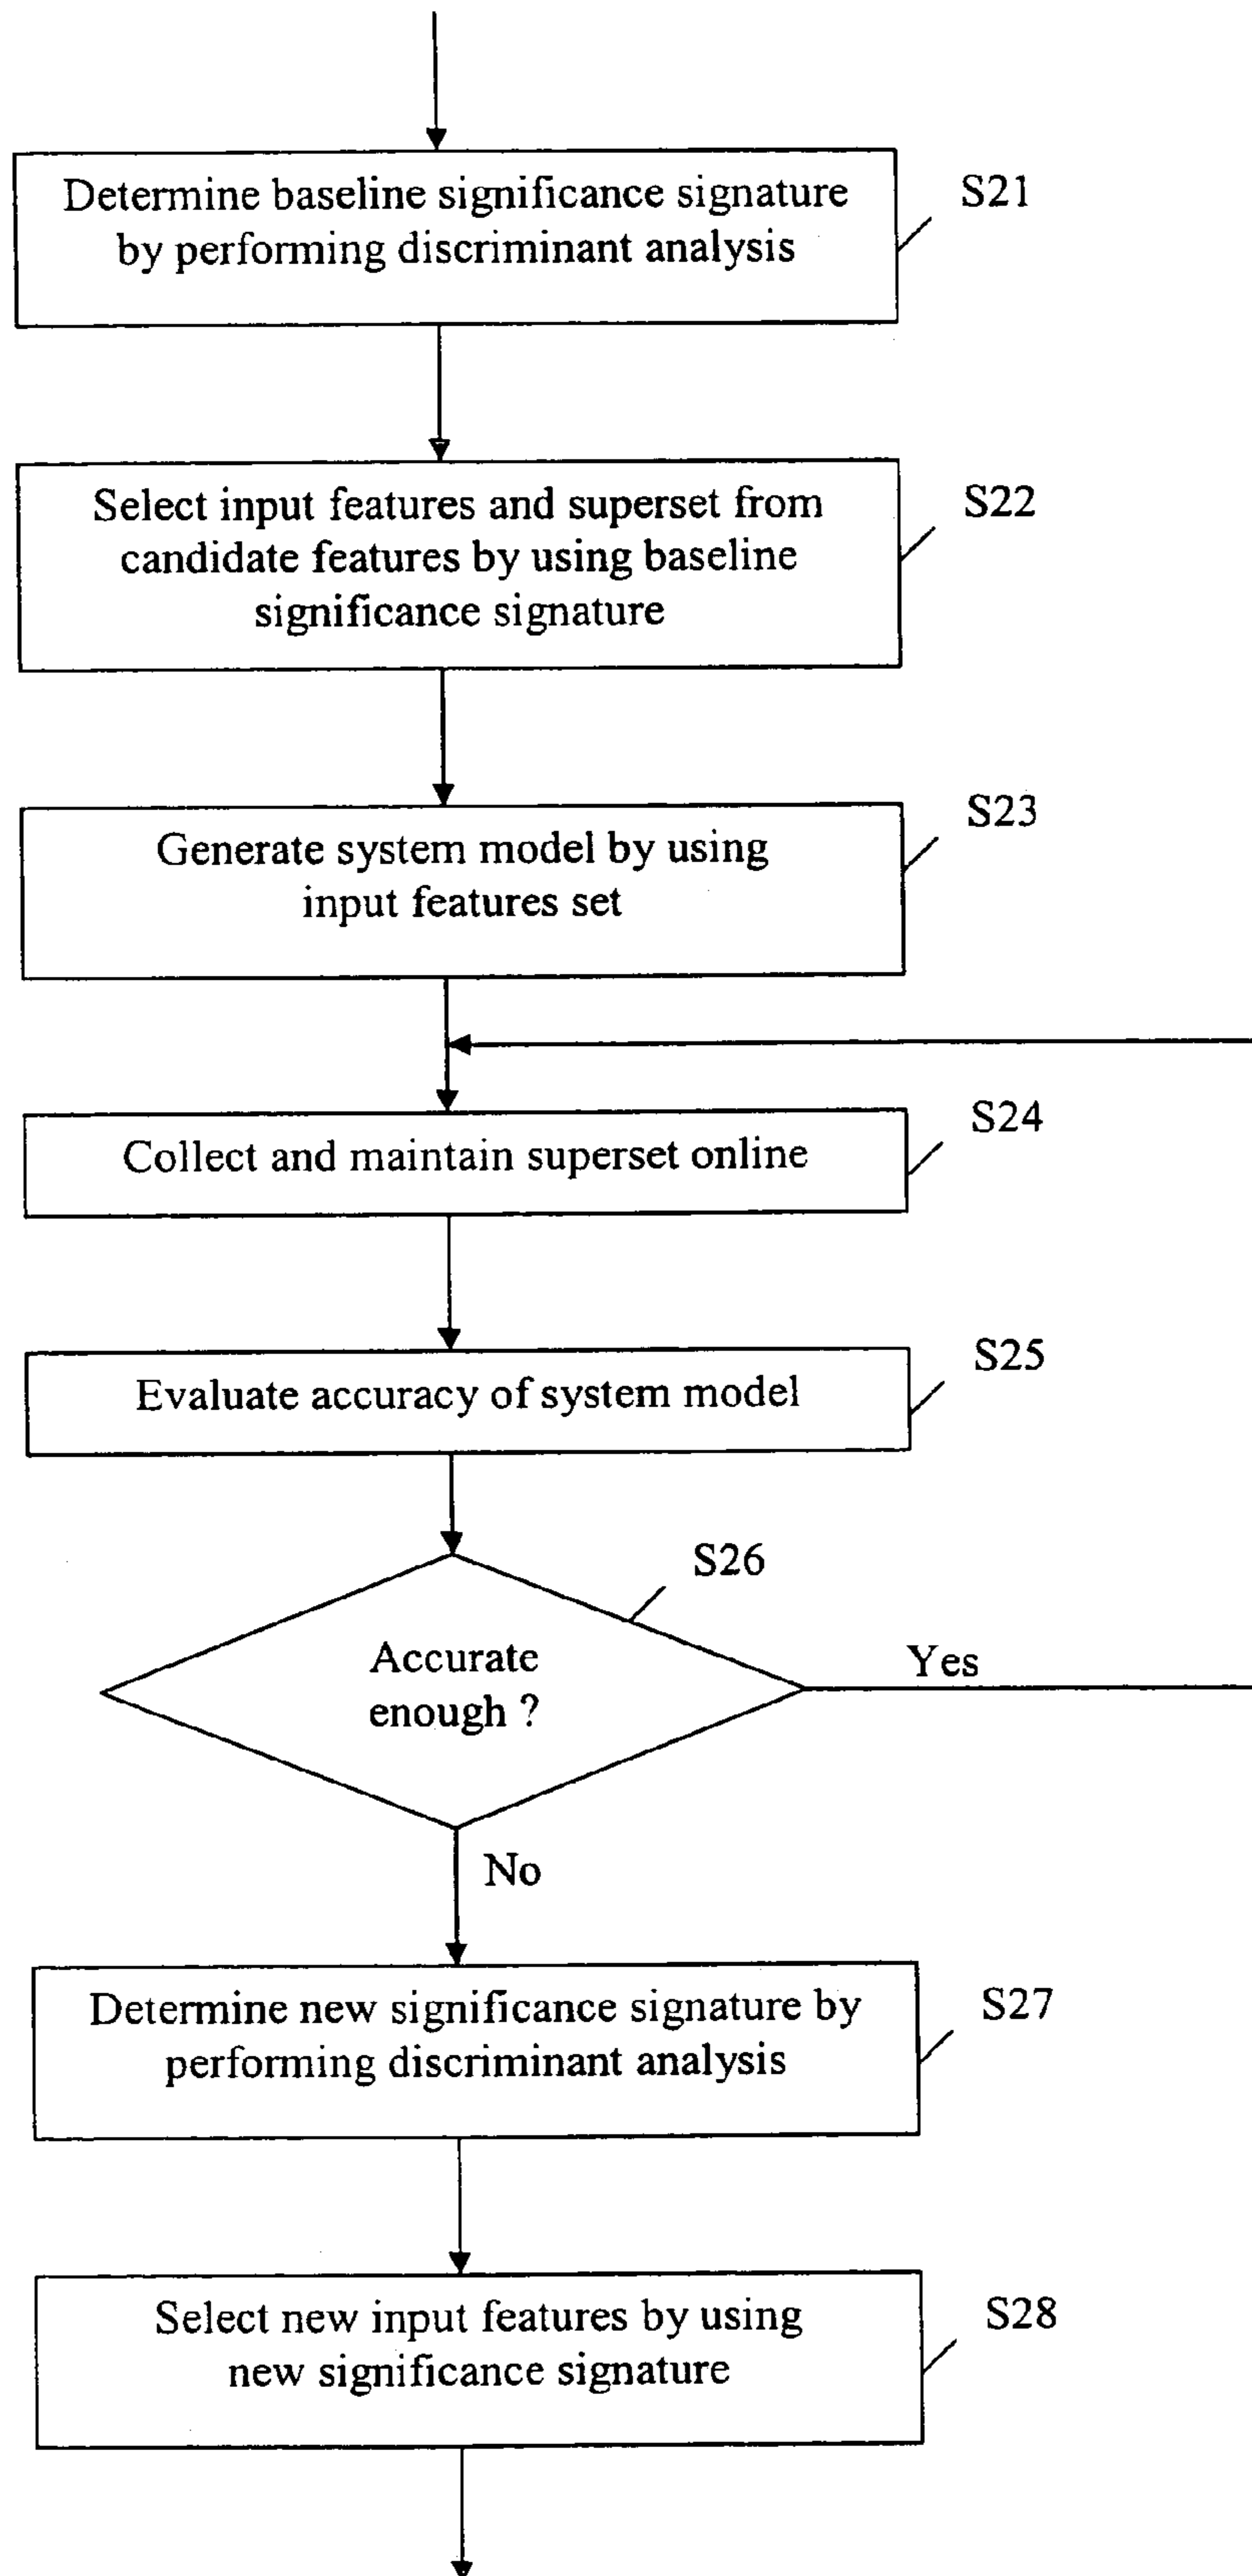 Determine baseline significance signature
by performing discriminant analysis
S21
Select input features and superset from
candidate features by using baseline
significance signature
S22
Generate system model by using
input features set
S23
Collect and maintain superset online
S24
Evaluate accuracy of system model
S25
Accurate
enough ?
S26
Yes
No
Determine new significance signature by
performing discriminant analysis
S27
Select new input features by using
new significance signature
S28